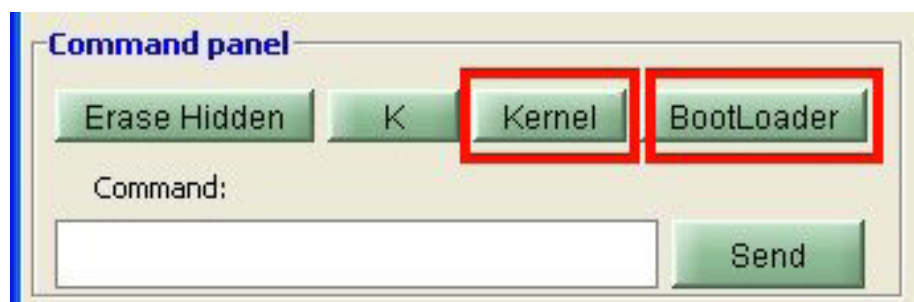 Command panel
Erase Hidden K Kernel BootLoader
Command:
Send